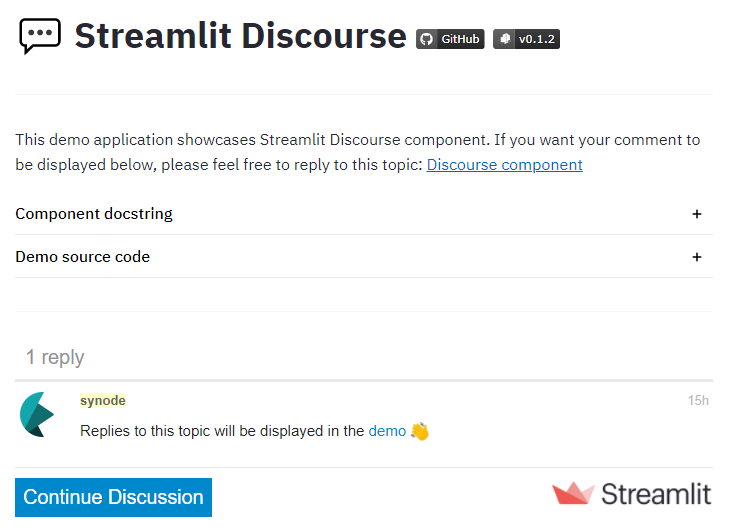 Streamlit Discourse GitHub v0.1.2
This demo application showcases Streamlit Discourse component. If you want your comment to
be displayed below, please feel free to reply to this topic: Discourse component
Component docstring +
Demo source code +
1 reply
synode 15h
Replies to this topic will be displayed in the demo 👋
Continue Discussion Streamlit